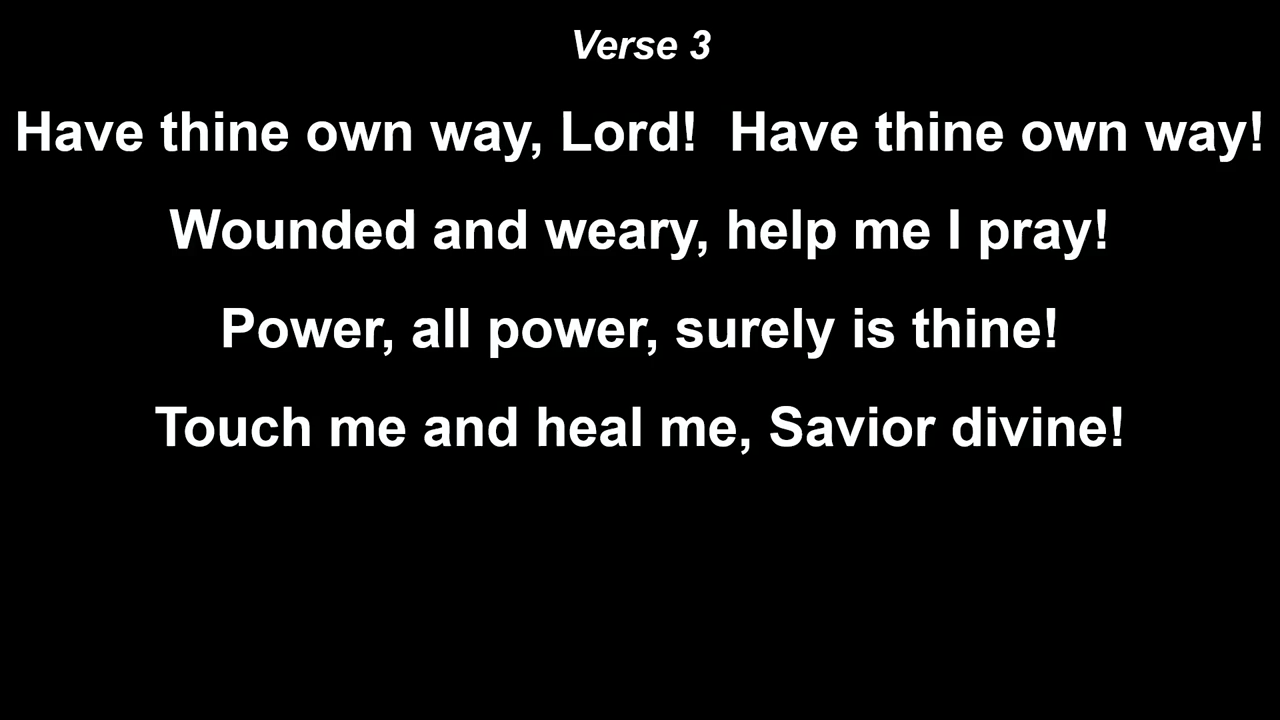 Verse 3
Have thine own way, Lord!  Have thine own way!
Wounded and weary, help me I pray!
Power, all power, surely is thine!
Touch me and heal me, Savior divine!